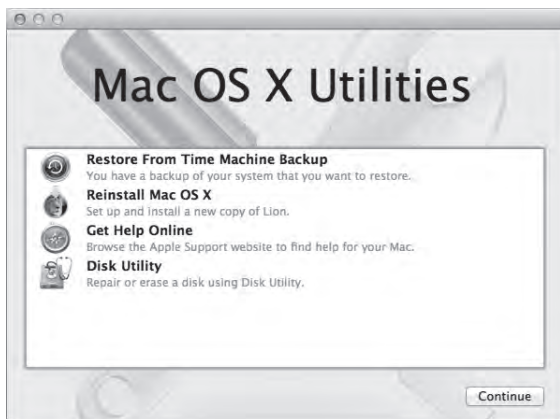 Mac OS X Utilities
Restore From Time Machine Backup
You have a backup of your system that you want to restore.
Reinstall Mac OS X
Set up and install a new copy of Lion.
Get Help Online
Browse the Apple Support website to find help for your Mac.
Disk Utility
Repair or erase a disk using Disk Utility.
Continue